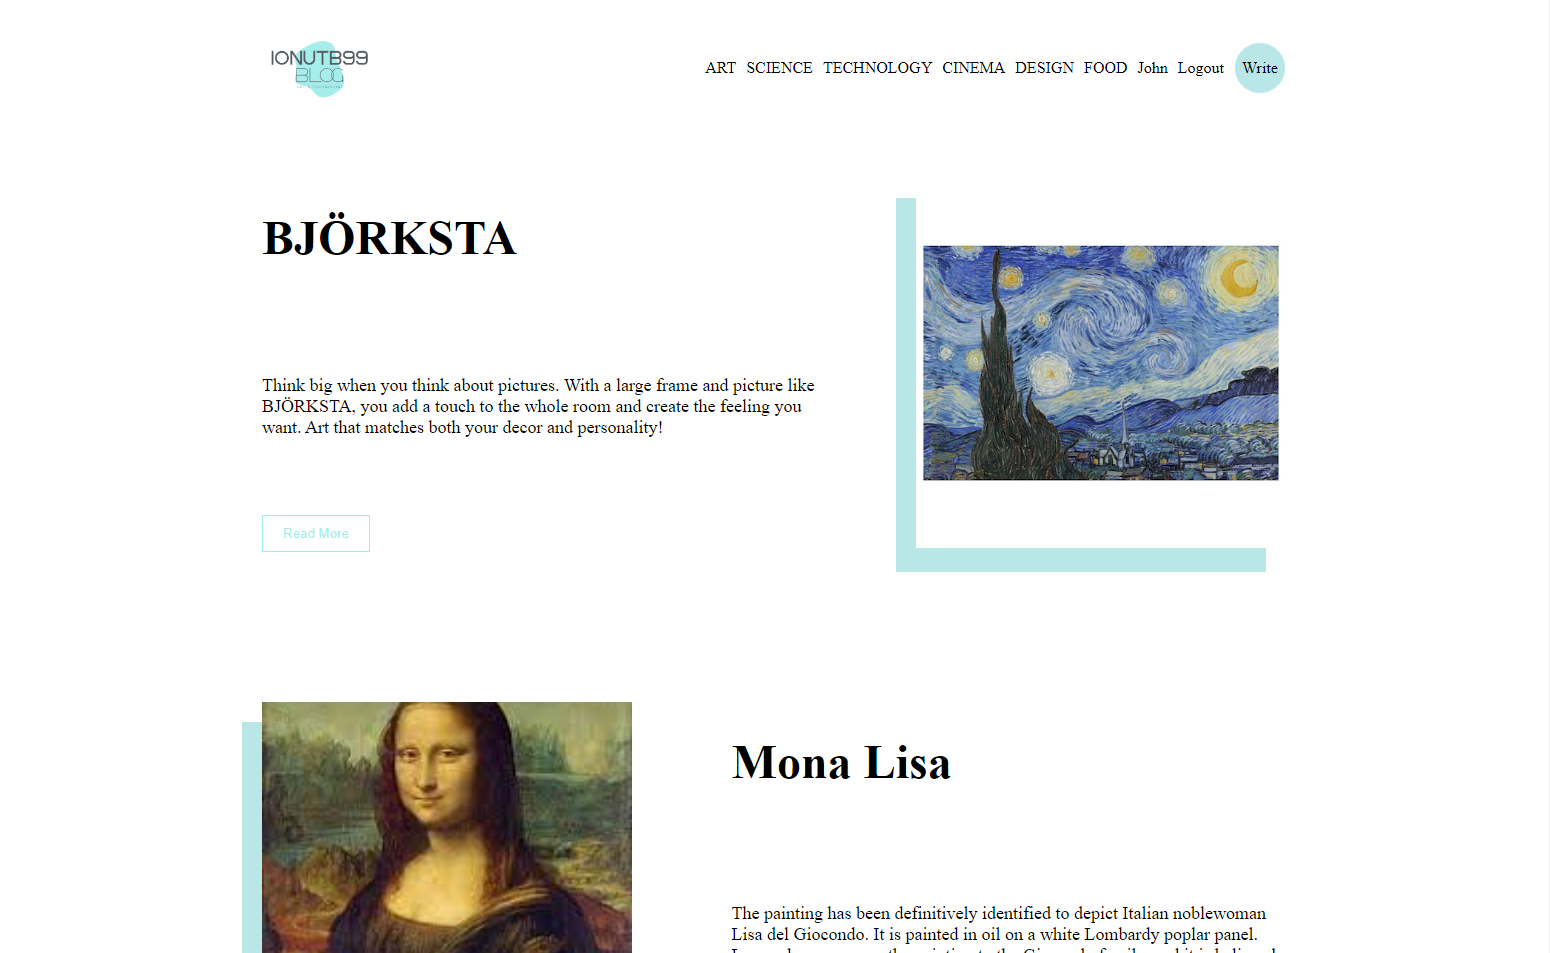 IONUTB99
BLOG
ART SCIENCE TECHNOLOGY CINEMA DESIGN FOOD John Logout Write
BJÖRKSTA
Think big when you think about pictures. With a large frame and picture like
BJÖRKSTA, you add a touch to the whole room and create the feeling you
want. Art that matches both your decor and personality!
Read More
Mona Lisa
The painting has been definitively identified to depict Italian noblewoman
Lisa del Giocondo. It is painted in oil on a white Lombardy poplar panel.